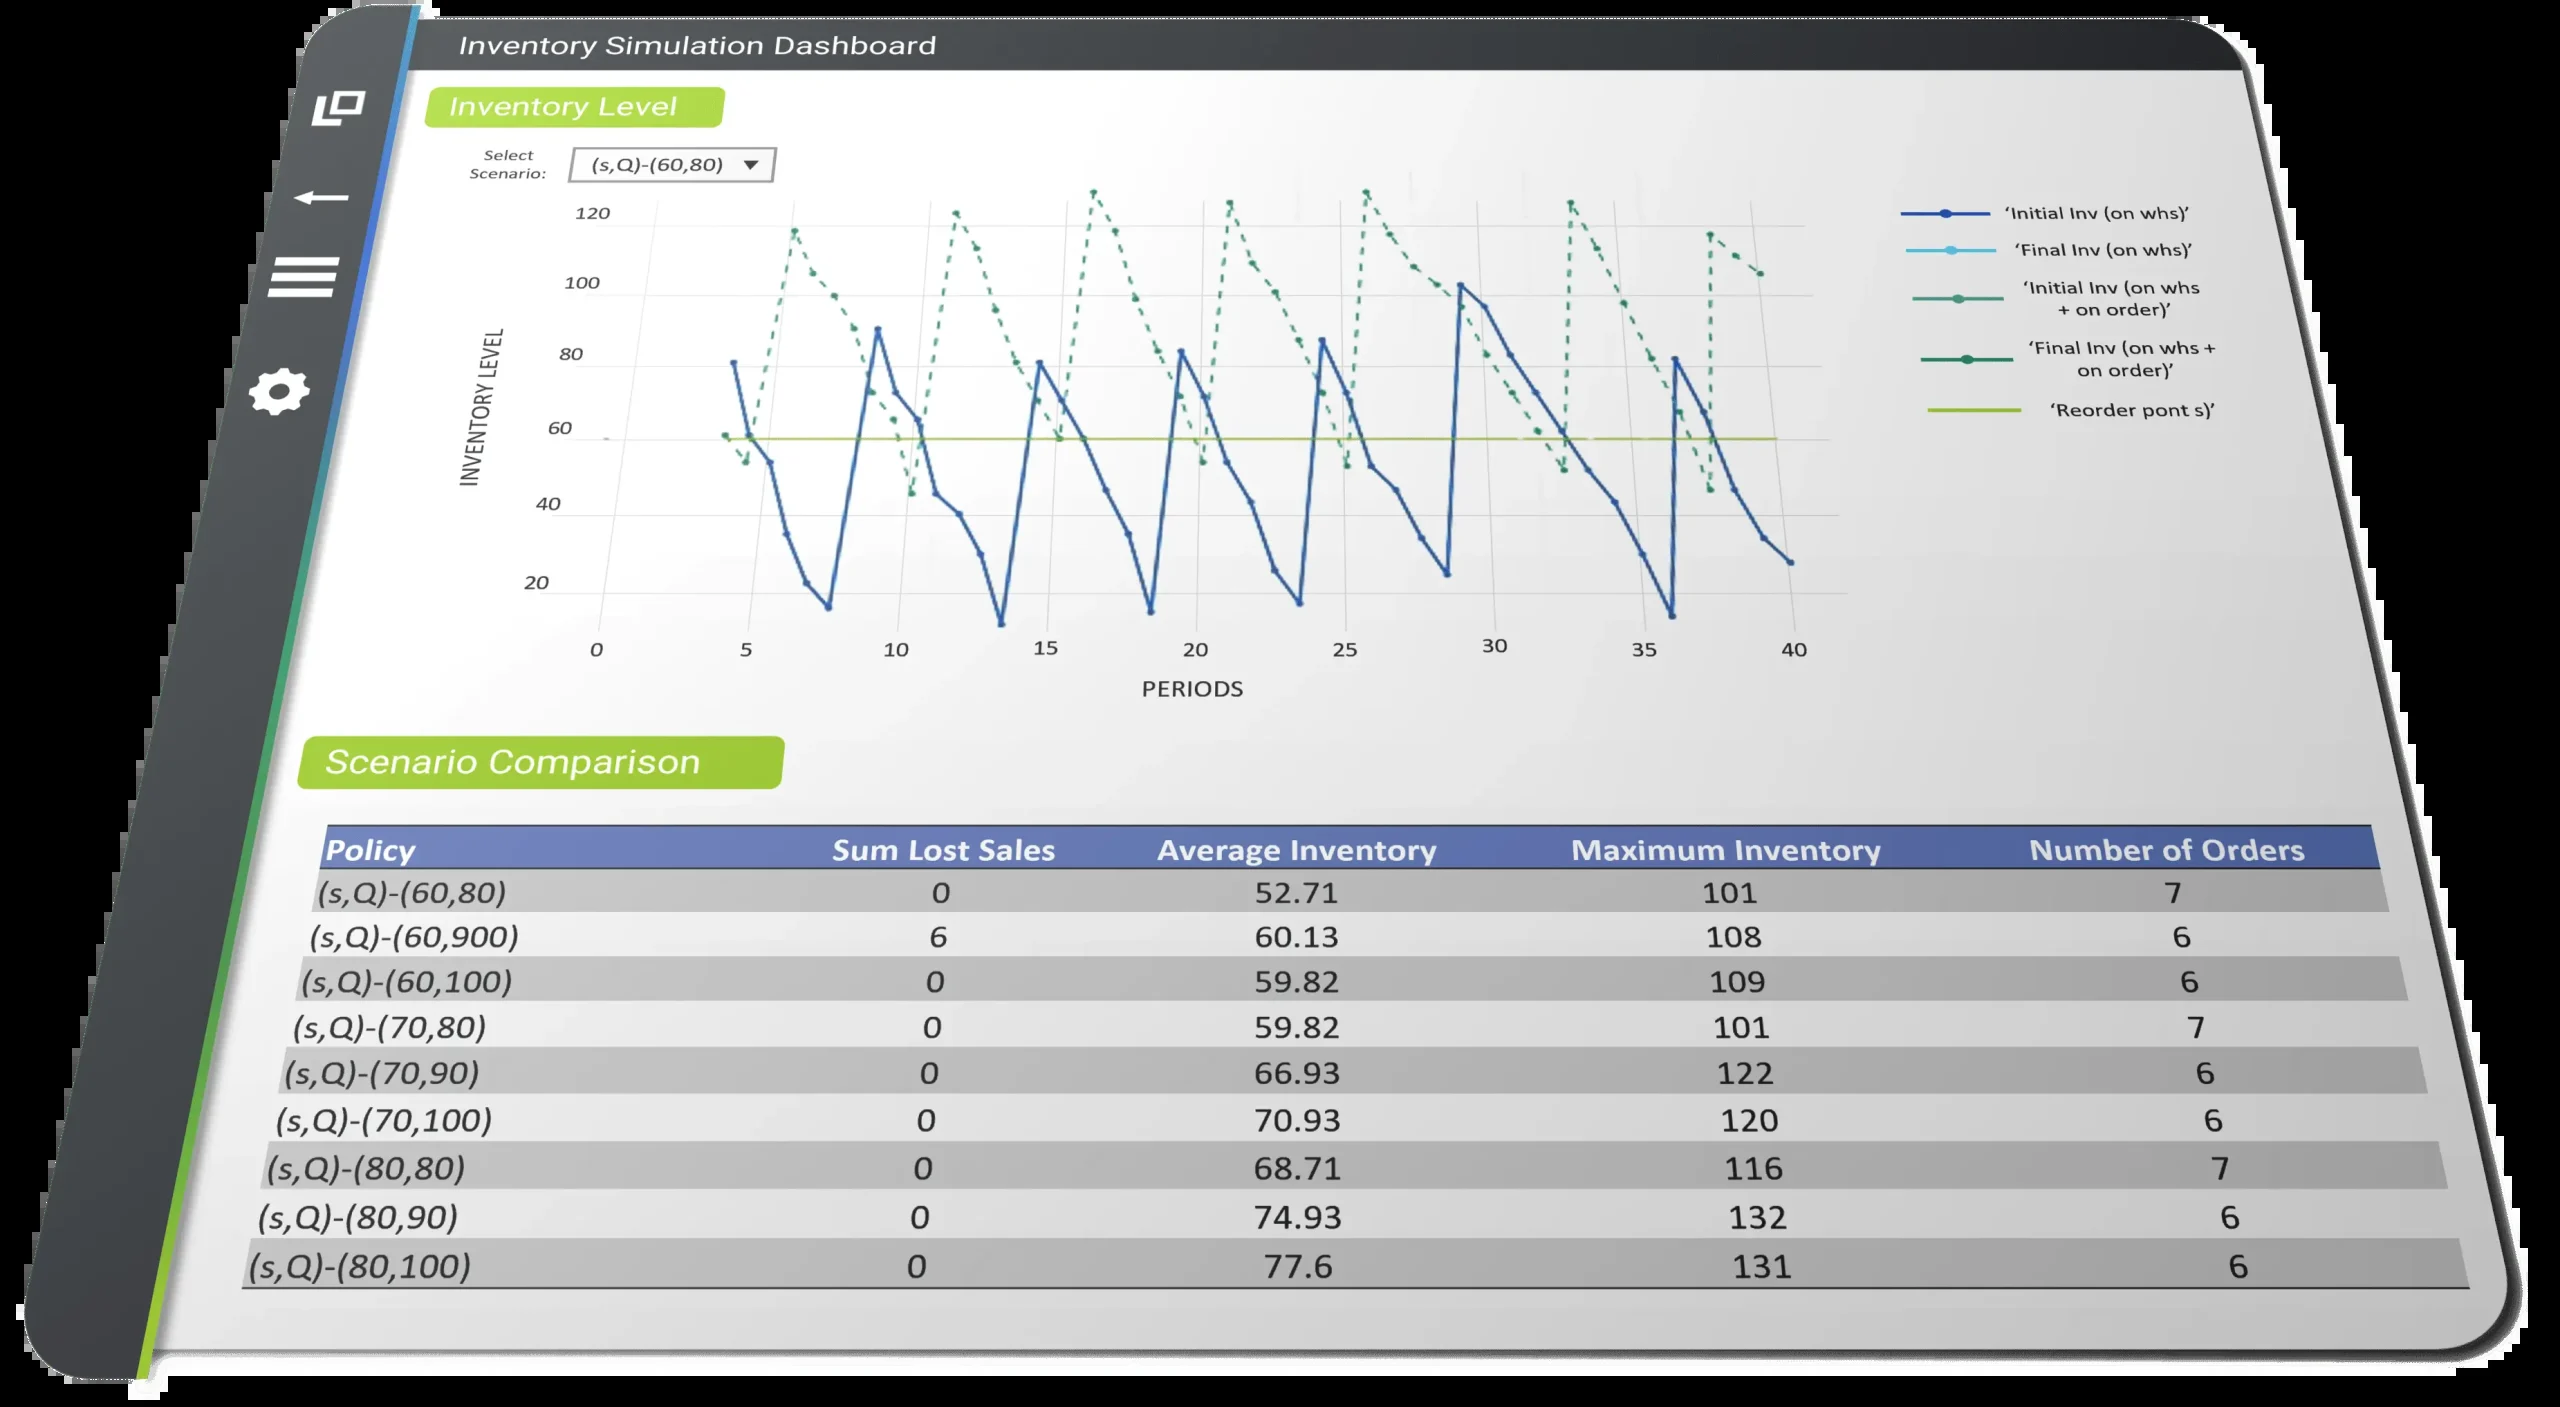 Inventory Simulation Dashboard
Inventory Level
Select
Scenario:
(s,Q)-(60,80)
INVENTORY LEVEL
120
100
80
60
40
20
0 5 10 15 20 25 30 35 40
PERIODS
‘Initial Inv (on whs)’
‘Final Inv (on whs)’
‘Initial Inv (on whs
+ on order)’
‘Final Inv (on whs +
on order)’
‘Reorder pont s)’
Scenario Comparison
Policy Sum Lost Sales Average Inventory Maximum Inventory Number of Orders
(s,Q)-(60,80) 0 52.71 101 7
(s,Q)-(60,900) 6 60.13 108 6
(s,Q)-(60,100) 0 59.82 109 6
(s,Q)-(70,80) 0 59.82 101 7
(s,Q)-(70,90) 0 66.93 122 6
(s,Q)-(70,100) 0 70.93 120 6
(s,Q)-(80,80) 0 68.71 116 7
(s,Q)-(80,90) 0 74.93 132 6
(s,Q)-(80,100) 0 77.6 131 6